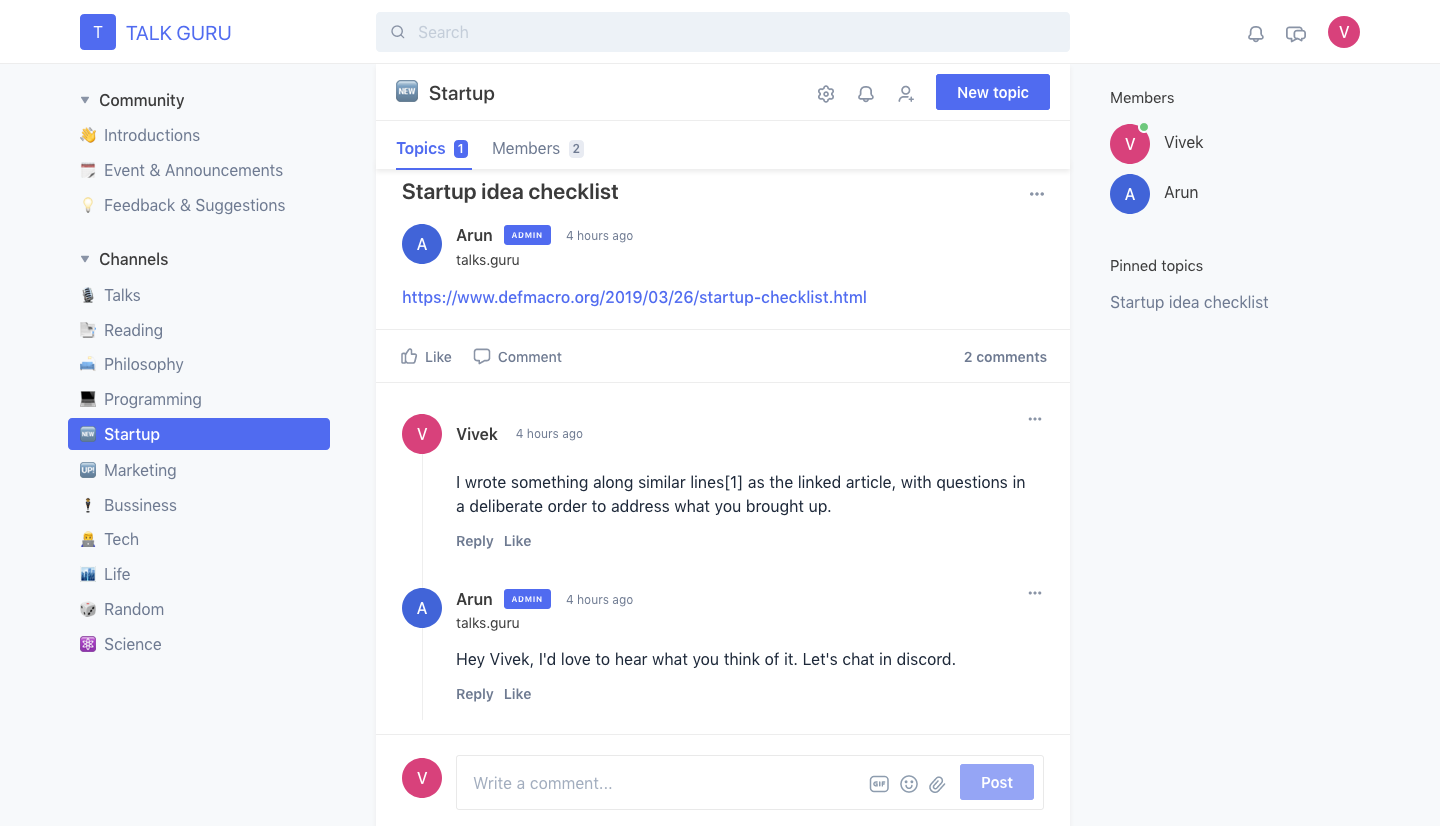 T TALK GURU
Search
V
Community
Introductions
Event & Announcements
Feedback & Suggestions
Channels
Talks
Reading
Philosophy
Programming
NEW Startup
UP! Marketing
Bussiness
Tech
Life
Random
Science
NEW Startup
New topic
Topics 1 Members 2
Startup idea checklist
A
Arun ADMIN 4 hours ago
talks.guru
https://www.defmacro.org/2019/03/26/startup-checklist.html
Like Comment 2 comments
V Vivek 4 hours ago
I wrote something along similar lines[1] as the linked article, with questions in
a deliberate order to address what you brought up.
Reply Like
A
Arun ADMIN 4 hours ago
talks.guru
Hey Vivek, I'd love to hear what you think of it. Let's chat in discord.
Reply Like
V Write a comment... GIF Post
Members
V Vivek
A Arun
Pinned topics
Startup idea checklist